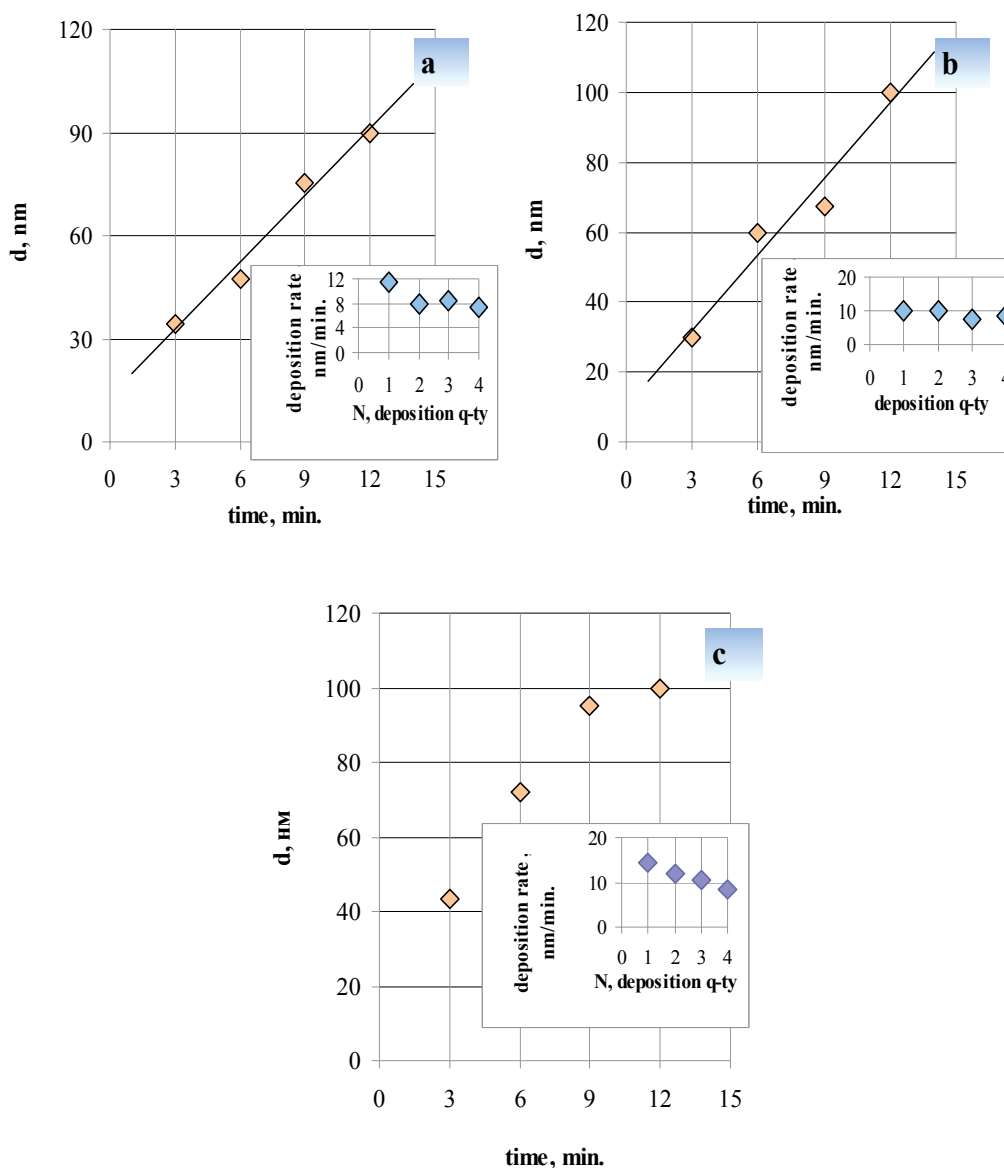 120
90
60
30
0
d, nm
a
deposition rate
nm/min.
12
8
4
0
0 1 2 3 4
N, deposition q-ty
0 3 6 9 12 15
time, min.
120
100
80
60
40
20
0
d, nm
b
deposition rate
nm/min.
20
10
0
0 1 2 3 4
deposition q-ty
0 3 6 9 12 15
time, min.
120
100
80
60
40
20
0
d, нм
c
deposition rate ,
nm/min.
20
10
0
0 1 2 3 4
N, deposition q-ty
0 3 6 9 12 15
time, min.